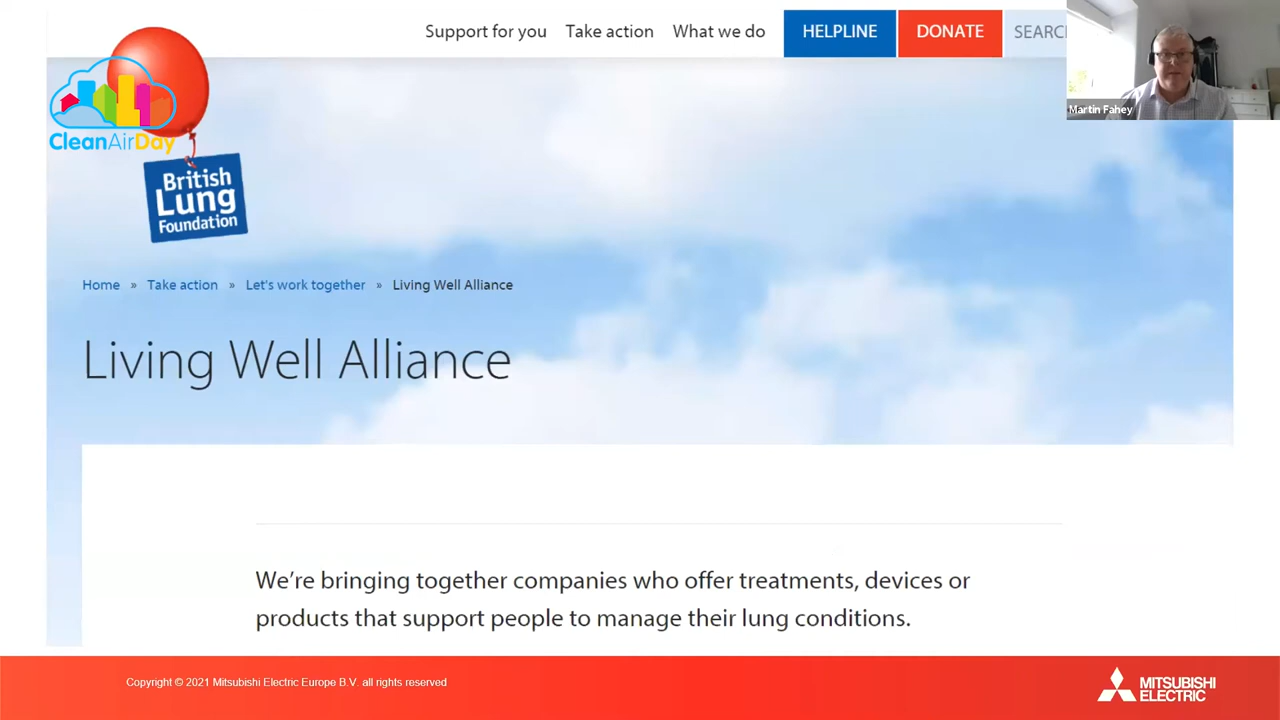 Support for you Take action What we do HELPLINE DONATE SEARC
Martin Fahey
CleanAirDay
British
Lung
Foundation
Home » Take action » Let's work together » Living Well Alliance
Living Well Alliance
We're bringing together companies who offer treatments, devices or
products that support people to manage their lung conditions.
Copyright © 2021 Mitsubishi Electric Europe B.V. all rights reserved
MITSUBISHI
ELECTRIC